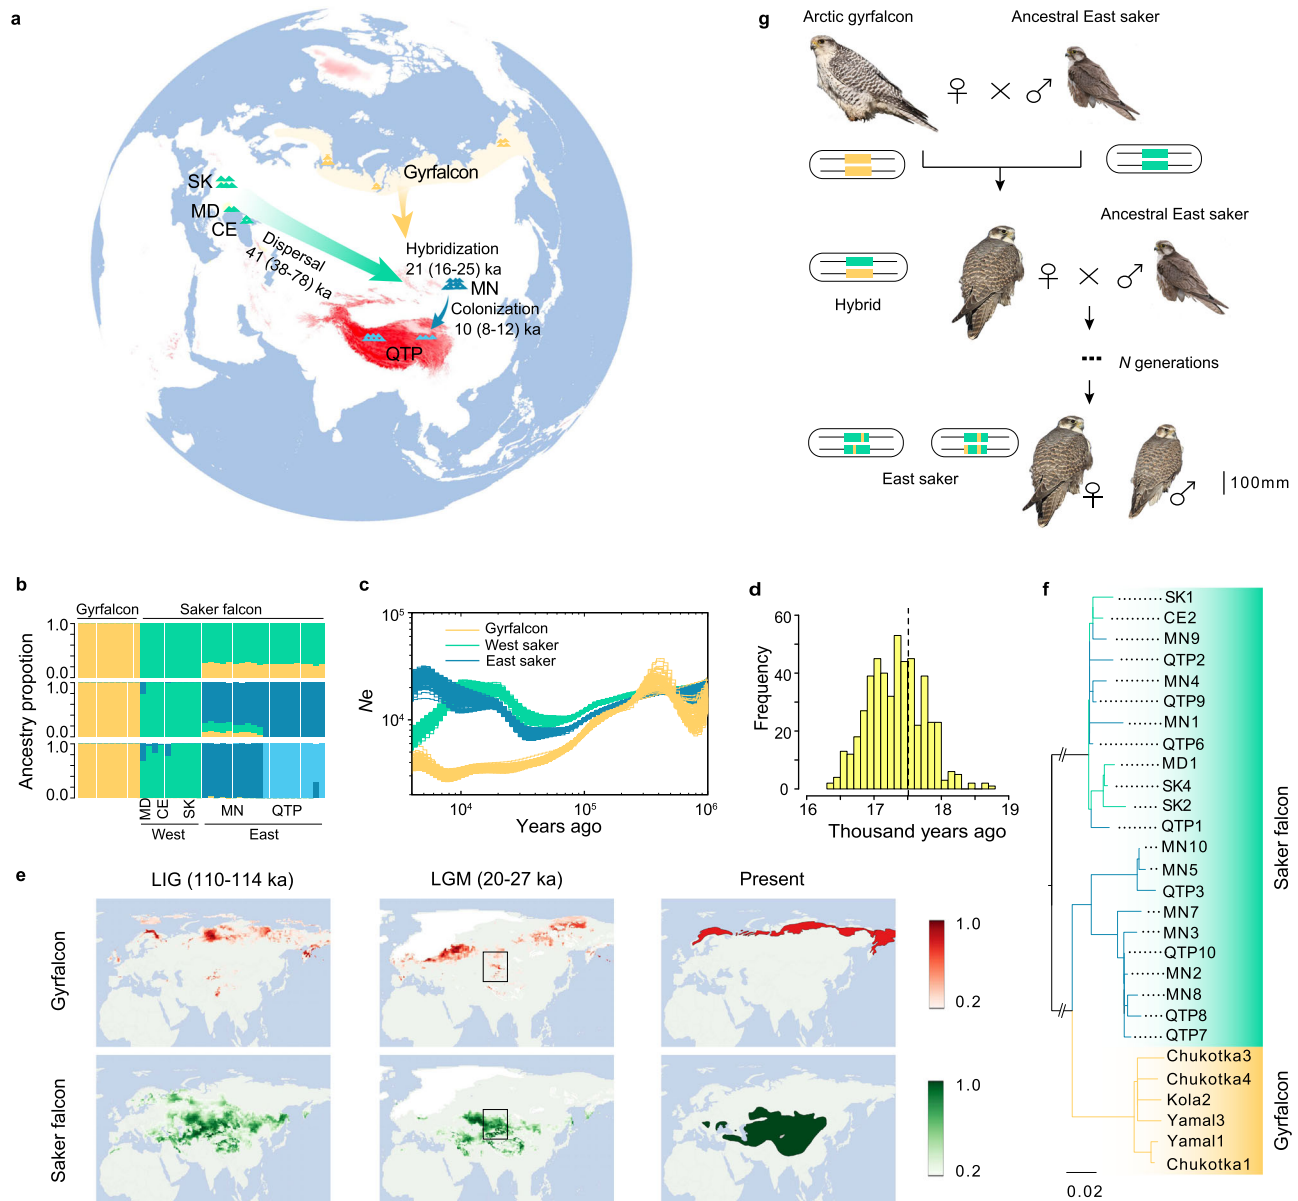 a
SK
MD
CE
Gyrfalcon
Dispersal
41 (38-78) ka
Hybridization
21 (16-25) ka
MN
Colonization
10 (8-12) ka
QTP
g
Arctic gyrfalcon
Ancestral East saker
♀ × ♂
Ancestral East saker
Hybrid
♀ × ♂
N generations
East saker
♀
♂
100mm
b
Gyrfalcon
Saker falcon
Ancestry propotion
1.0
0.0
1.0
0.0
1.0
0.0
MD
CE
SK
MN
QTP
West
East
c
Ne
10⁵
10⁴
Gyrfalcon
West saker
East saker
10⁴
10⁵
10⁶
Years ago
d
Frequency
60
40
20
0
16
17
18
19
Thousand years ago
e
LIG (110-114 ka)
LGM (20-27 ka)
Present
Gyrfalcon
1.0
0.2
Saker falcon
1.0
0.2
f
SK1
CE2
MN9
QTP2
MN4
QTP9
MN1
QTP6
MD1
SK4
SK2
QTP1
MN10
MN5
QTP3
MN7
MN3
QTP10
MN2
MN8
QTP8
QTP7
Chukotka3
Chukotka4
Kola2
Yamal3
Yamal1
Chukotka1
Saker falcon
Gyrfalcon
0.02